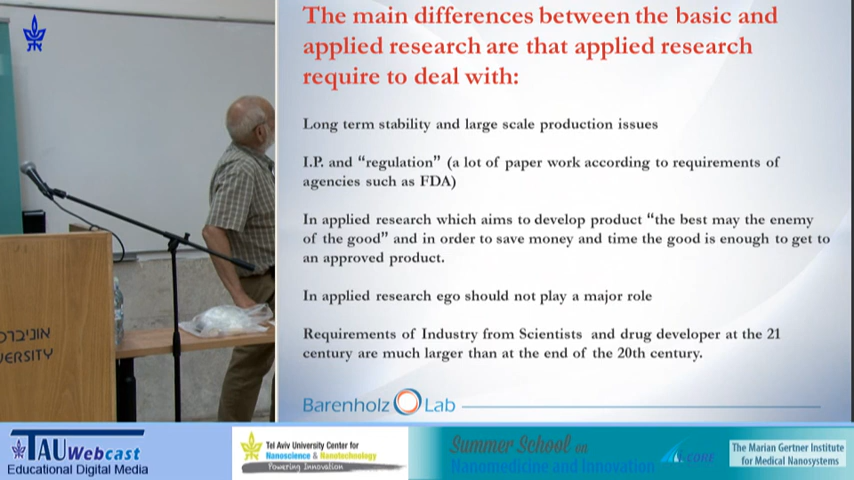 The main differences between the basic and
applied research are that applied research
require to deal with:
Long term stability and large scale production issues
I.P. and “regulation” (a lot of paper work according to requirements of
agencies such as FDA)
In applied research which aims to develop product “the best may the enemy
of the good” and in order to save money and time the good is enough to get to
an approved product.
In applied research ego should not play a major role
Requirements of Industry from Scientists and drug developer at the 21
century are much larger than at the end of the 20th century.
Barenholz Lab
VERSITY
TAU Webcast
Educational Digital Media
Tel Aviv University Center for
Nanoscience & Nanotechnology
Powering Innovation
Summer School on
Nanomedicine and Innovation
I-CORE
The Marian Gertner Institute
for Medical Nanosystems